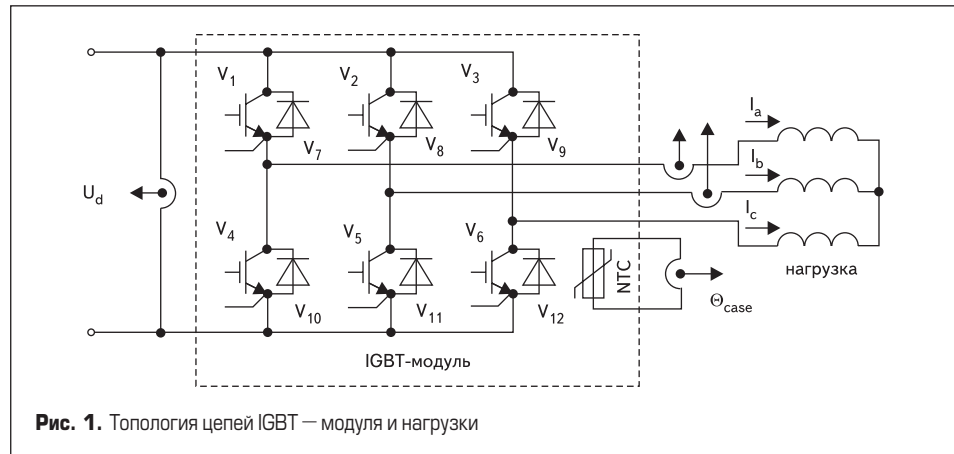 V1
V2
V3
V7
V8
V9
Ia
Ib
Ic
Ud
V4
V5
V6
V10
V11
V12
NTC
нагрузка
Θcase
IGBT-модуль
Рис. 1. Топология цепей IGBT — модуля и нагрузки